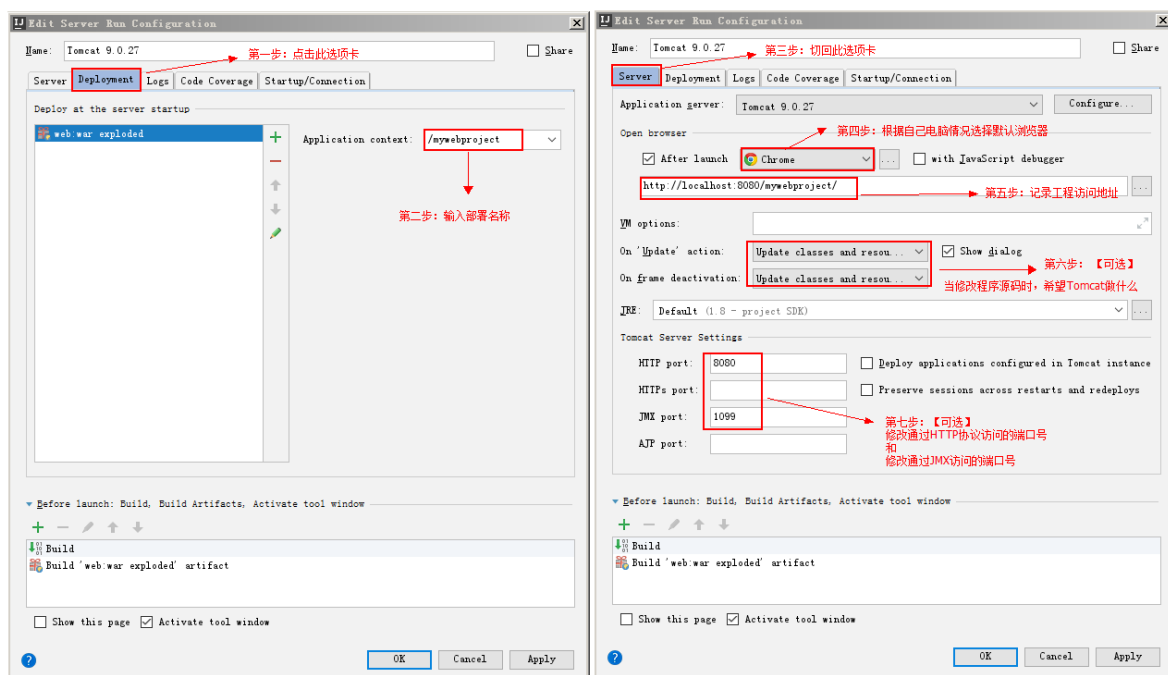 Edit Server Run Configuration
Name: Tomcat 9.0.27
第一步：点击此选项卡
Share
Server Deployment Logs Code Coverage Startup/Connection
Deploy at the server startup
web:war exploded
Application context: /mywebproject
第二步：输入部署名称
Before launch: Build, Build Artifacts, Activate tool window
Build
Build 'web:war exploded' artifact
Show this page Activate tool window
? OK Cancel Apply
Edit Server Run Configuration
Name: Tomcat 9.0.27
第三步：切回此选项卡
Share
Server Deployment Logs Code Coverage Startup/Connection
Application server: Tomcat 9.0.27 Configure...
Open browser
第四步：根据自己电脑情况选择默认浏览器
After launch Chrome ... with JavaScript debugger
http://localhost:8080/mywebproject/ ...
第五步：记录工程访问地址
VM options:
On 'Update' action: Update classes and resou... Show dialog
第六步：【可选】
On frame deactivation: Update classes and resou...
当修改程序源码时，希望Tomcat做什么
JRE: Default (1.8 - project SDK) ...
Tomcat Server Settings
HTTP port: 8080 Deploy applications configured in Tomcat instance
HTTPs port: Preserve sessions across restarts and redeploys
JMX port: 1099
第七步：【可选】
修改通过HTTP协议访问的端口号
和
修改通过JMX访问的端口号
AJP port:
Before launch: Build, Build Artifacts, Activate tool window
Build
Build 'web:war exploded' artifact
Show this page Activate tool window
? OK Cancel Apply